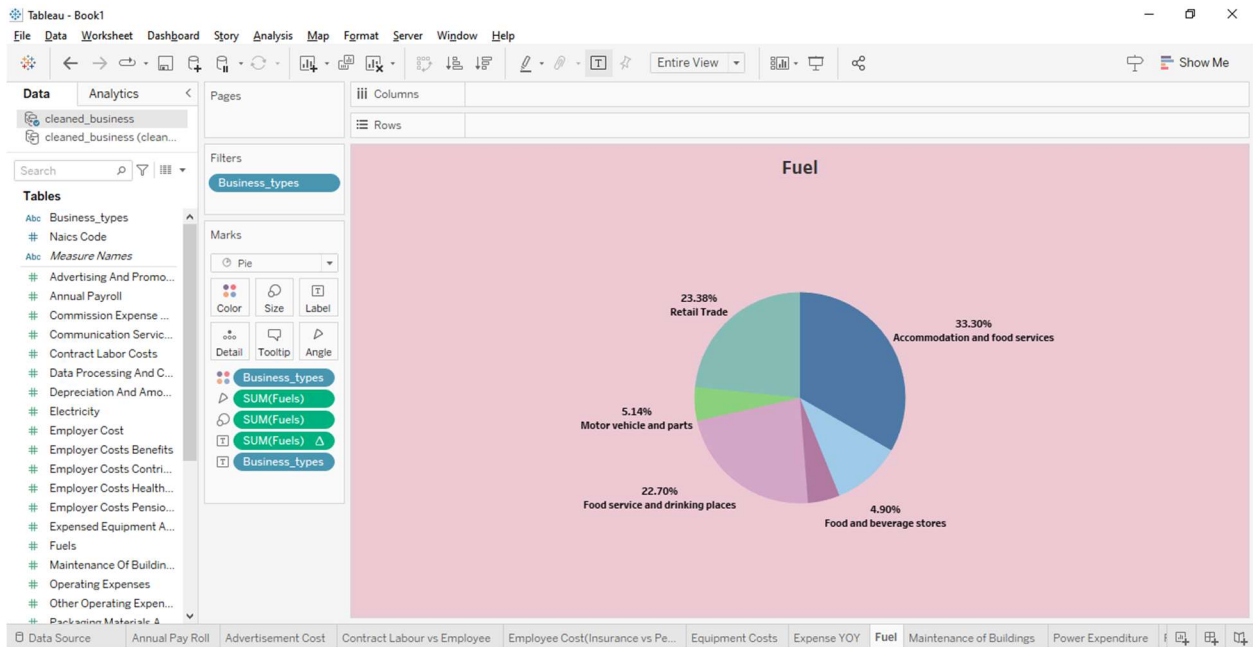 Tableau - Book1
File Data Worksheet Dashboard Story Analysis Map Format Server Window Help
Entire View
Show Me
Data Analytics
cleaned_business
cleaned_business (clean...
Search
Tables
Abc Business_types
# Naics Code
Abc Measure Names
# Advertising And Promo...
# Annual Payroll
# Commission Expense ...
# Communication Servic...
# Contract Labor Costs
# Data Processing And C...
# Depreciation And Amo...
# Electricity
# Employer Cost
# Employer Costs Benefits
# Employer Costs Contri...
# Employer Costs Health...
# Employer Costs Pensio...
# Expensed Equipment A...
# Fuels
# Maintenance Of Buildin...
# Operating Expenses
# Other Operating Expen...
# Packaging Materials A
Pages
Filters
Business_types
Marks
Pie
Color Size Label
Detail Tooltip Angle
Business_types
SUM(Fuels)
SUM(Fuels)
SUM(Fuels) Δ
Business_types
Columns
Rows
Fuel
23.38%
Retail Trade
33.30%
Accommodation and food services
5.14%
Motor vehicle and parts
22.70%
Food service and drinking places
4.90%
Food and beverage stores
Data Source Annual Pay Roll Advertisement Cost Contract Labour vs Employee Employee Cost(Insurance vs Pe... Equipment Costs Expense YOY Fuel Maintenance of Buildings Power Expenditure